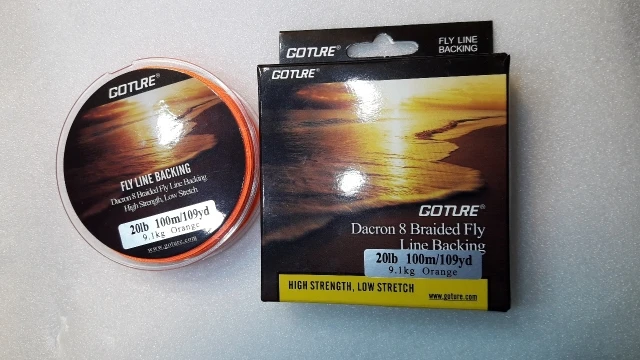 GOTURE®
FLY LINE BACKING
Dacron 8 Braided Fly Line Backing
High Strength, Low Stretch
20lb 100m/109yd
9.1kg Orange
www.goture.com
GOTURE®
FLY LINE
BACKING
GOTURE®
GOTURE®
Dacron 8 Braided Fly
Line Backing
20lb 100m/109yd
9.1kg Orange
HIGH STRENGTH, LOW STRETCH
www.goture.com